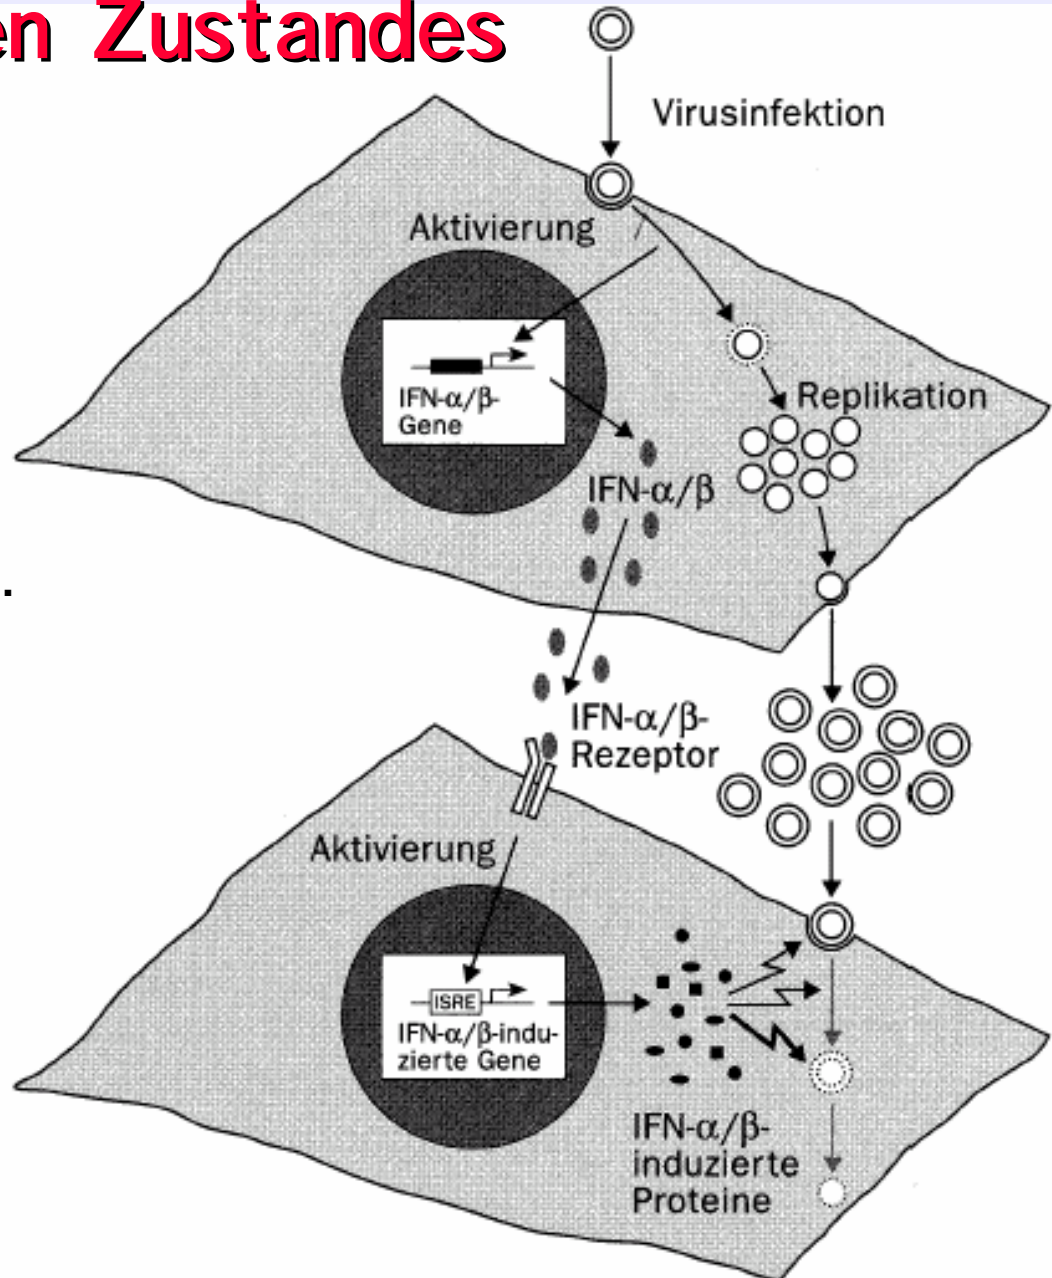 en Zustandes
Virusinfektion
Aktivierung
IFN-α/β-
Gene
Replikation
IFN-α/β
.
IFN-α/β-
Rezeptor
Aktivierung
ISRE
IFN-α/β-indu-
zierte Gene
IFN-α/β-
induzierte
Proteine